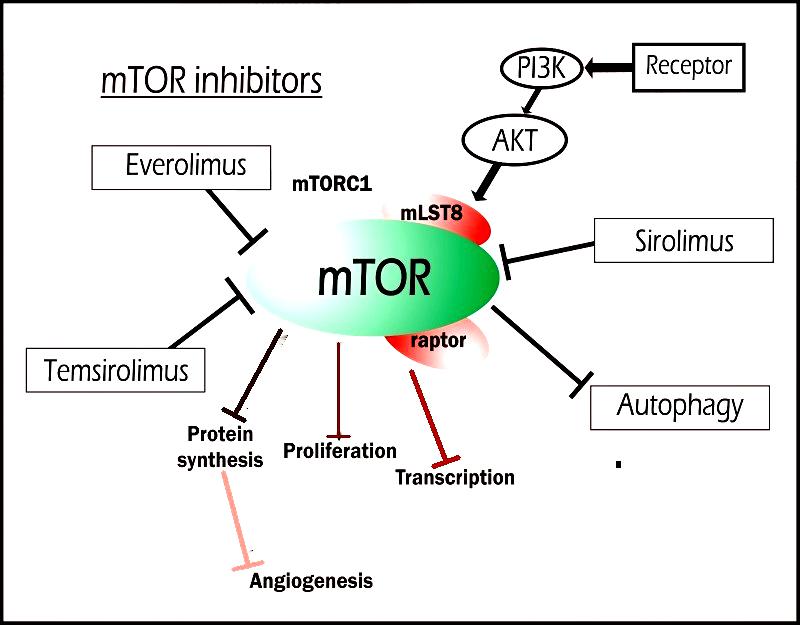 mTOR inhibitors
PI3K
Receptor
AKT
Everolimus
mTORC1
mLST8
Sirolimus
mTOR
raptor
Temsirolimus
Autophagy
Protein
synthesis
Proliferation
Transcription
Angiogenesis